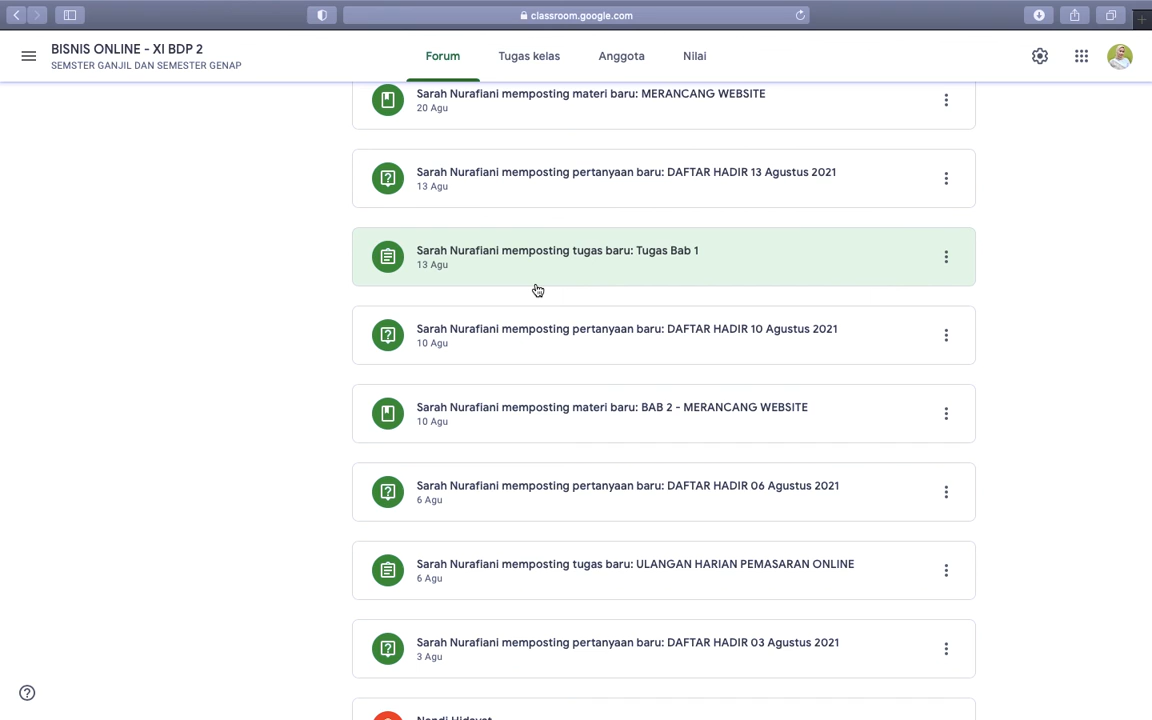 classroom.google.com
BISNIS ONLINE - XI BDP 2
SEMSTER GANJIL DAN SEMESTER GENAP
Forum
Tugas kelas
Anggota
Nilai
Sarah Nurafiani memposting materi baru: MERANCANG WEBSITE
20 Agu
Sarah Nurafiani memposting pertanyaan baru: DAFTAR HADIR 13 Agustus 2021
13 Agu
Sarah Nurafiani memposting tugas baru: Tugas Bab 1
13 Agu
Sarah Nurafiani memposting pertanyaan baru: DAFTAR HADIR 10 Agustus 2021
10 Agu
Sarah Nurafiani memposting materi baru: BAB 2 - MERANCANG WEBSITE
10 Agu
Sarah Nurafiani memposting pertanyaan baru: DAFTAR HADIR 06 Agustus 2021
6 Agu
Sarah Nurafiani memposting tugas baru: ULANGAN HARIAN PEMASARAN ONLINE
6 Agu
Sarah Nurafiani memposting pertanyaan baru: DAFTAR HADIR 03 Agustus 2021
3 Agu
Nandi Hidayat